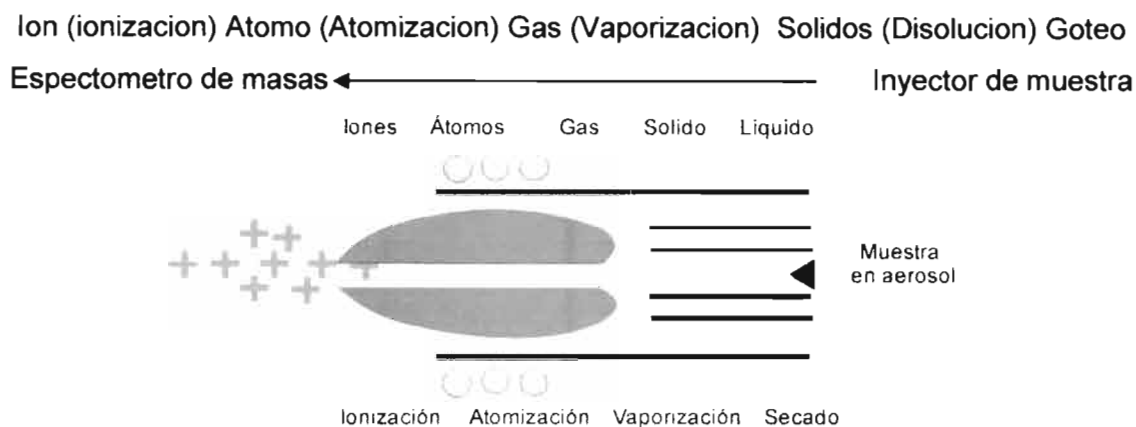 Ion (ionizacion) Atomo (Atomizacion) Gas (Vaporizacion) Solidos (Disolucion) Goteo
Espectometro de masas Inyector de muestra
Iones Átomos Gas Solido Liquido
Muestra
en aerosol
Ionización Atomización Vaporización Secado